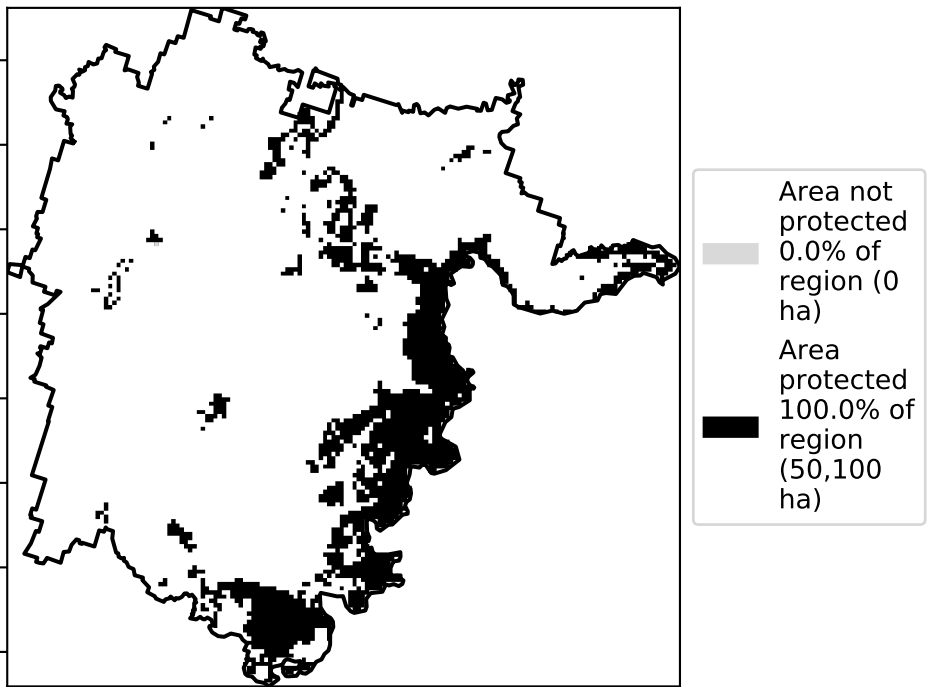 Area not
protected
0.0% of
region (0
ha)
Area
protected
100.0% of
region
(50,100
ha)